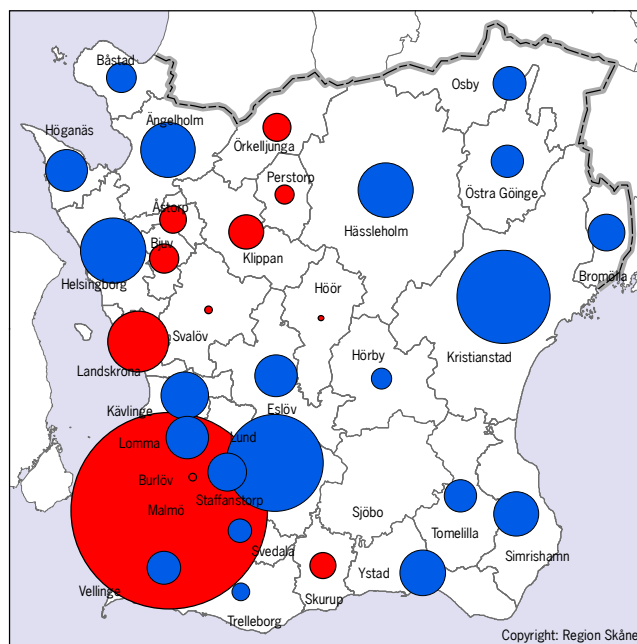 Båstad
Osby
Höganäs
Ängelholm
Örkelljunga
Perstorp
Östra Göinge
Åstorp
Hässleholm
Bjuv
Klippan
Bromölla
Helsingborg
Höör
Svalöv
Kristianstad
Landskrona
Hörby
Kävlinge
Eslöv
Lomma
Lund
Burlöv
Staffanstorp
Malmö
Sjöbo
Tomelilla
Svedala
Simrishamn
Ystad
Vellinge
Trelleborg
Skurup
Copyright: Region Skåne